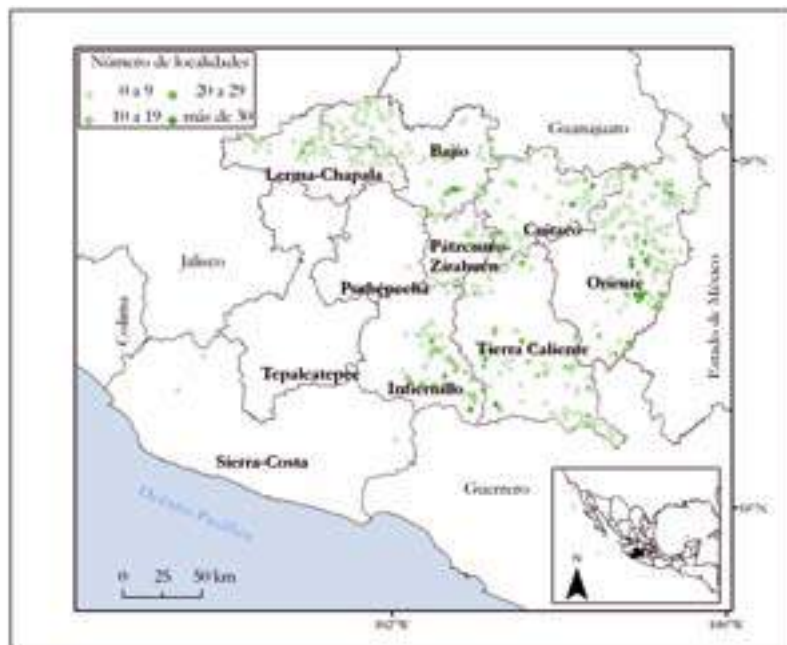 Número de localidades
0 a 9
20 a 29
10 a 19
más de 30
Guanajuato
Bajío
Lerma-Chapala
Cuitzeo
Pátzcuaro-
Zirahuén
Jalisco
Oriente
Purhépecha
Colima
Estado de México
Tierra Caliente
Tepalcatepec
Infiernillo
Sierra-Costa
Guerrero
Océano Pacífico
N
0 25 50 km